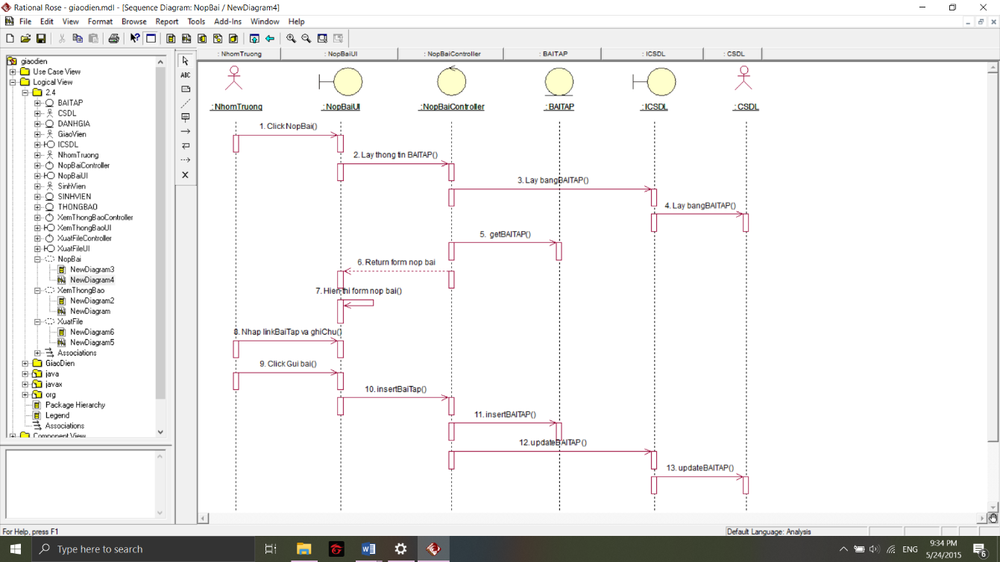 Rational Rose - giaodien.mdl - [Sequence Diagram: NopBai / NewDiagram4]
File Edit View Format Browse Report Tools Add-Ins Window Help
ABC
giaodien
Use Case View
Logical View
2.4
BAITAP
CSDL
DANHGIA
GiaoVien
ICSDL
NhomTruong
NopBaiController
NopBaiUI
SinhVien
SINHVIEN
THONGBAO
XemThongBaoController
XemThongBaoUI
XuatFileController
XuatFileUI
NopBai
NewDiagram3
NewDiagram4
XemThongBao
NewDiagram2
NewDiagram
XuatFile
NewDiagram6
NewDiagram5
Associations
GiaoDien
java
javax
org
Package Hierarchy
Legend
Associations
Component View
: NhomTruong : NopBaiUI : NopBaiController : BAITAP : ICSDL : CSDL
: NhomTruong : NopBaiUI : NopBaiController : BAITAP : ICSDL : CSDL
1. Click NopBai()
2. Lay thong tin BAITAP()
3. Lay bangBAITAP()
4. Lay bangBAITAP()
5. getBAITAP()
6. Return form nop bai
7. Hien thi form nop bai()
8. Nhap linkBaiTap va ghiChu()
9. Click Gui bai()
10. insertBaiTap()
11. insertBAITAP()
12. updateBAITAP()
13. updateBAITAP()
For Help, press F1
Default Language: Analysis
Type here to search
ENG
9:34 PM
5/24/2015
6